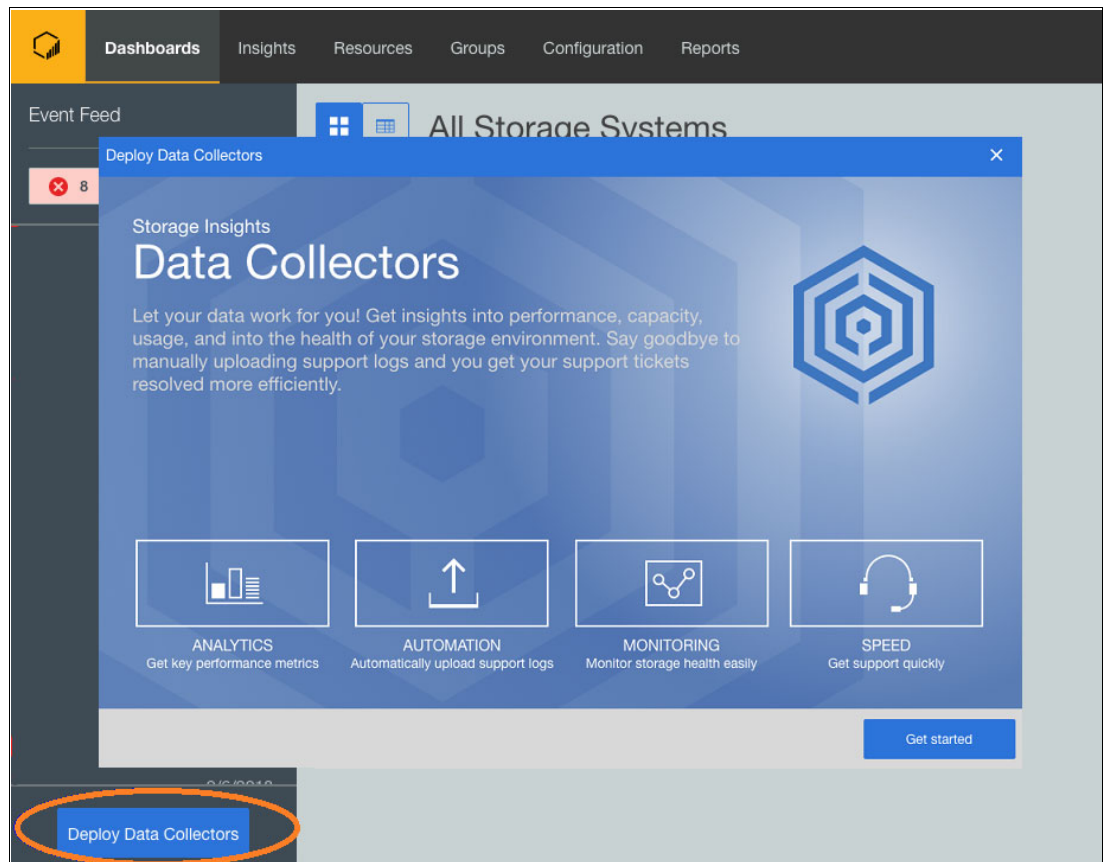 Dashboards Insights Resources Groups Configuration Reports
Event Feed
All Storage Systems
Deploy Data Collectors
8
Storage Insights
Data Collectors
Let your data work for you! Get insights into performance, capacity,
usage, and into the health of your storage environment. Say goodbye to
manually uploading support logs and you get your support tickets
resolved more efficiently.
ANALYTICS
Get key performance metrics
AUTOMATION
Automatically upload support logs
MONITORING
Monitor storage health easily
SPEED
Get support quickly
Get started
Deploy Data Collectors